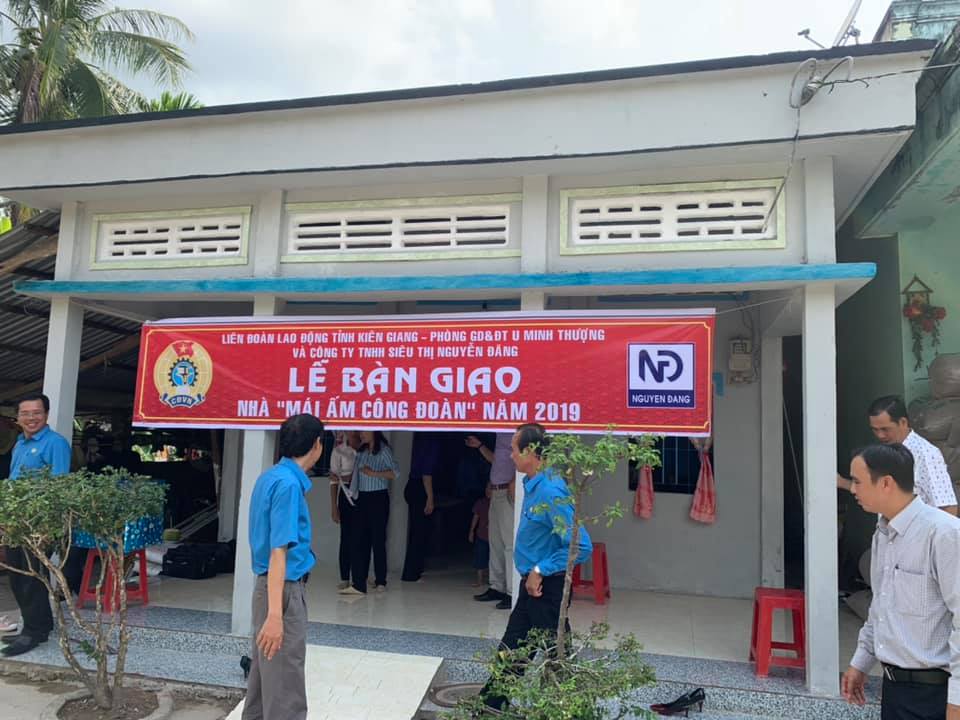 LIÊN ĐOÀN LAO ĐỘNG TỈNH KIÊN GIANG - PHÒNG GD&ĐT U MINH THƯỢNG
VÀ CÔNG TY TNHH SIÊU THỊ NGUYỄN ĐĂNG
LỄ BÀN GIAO
NHÀ "MÁI ẤM CÔNG ĐOÀN" NĂM 2019
CĐVN
ND
NGUYEN DANG